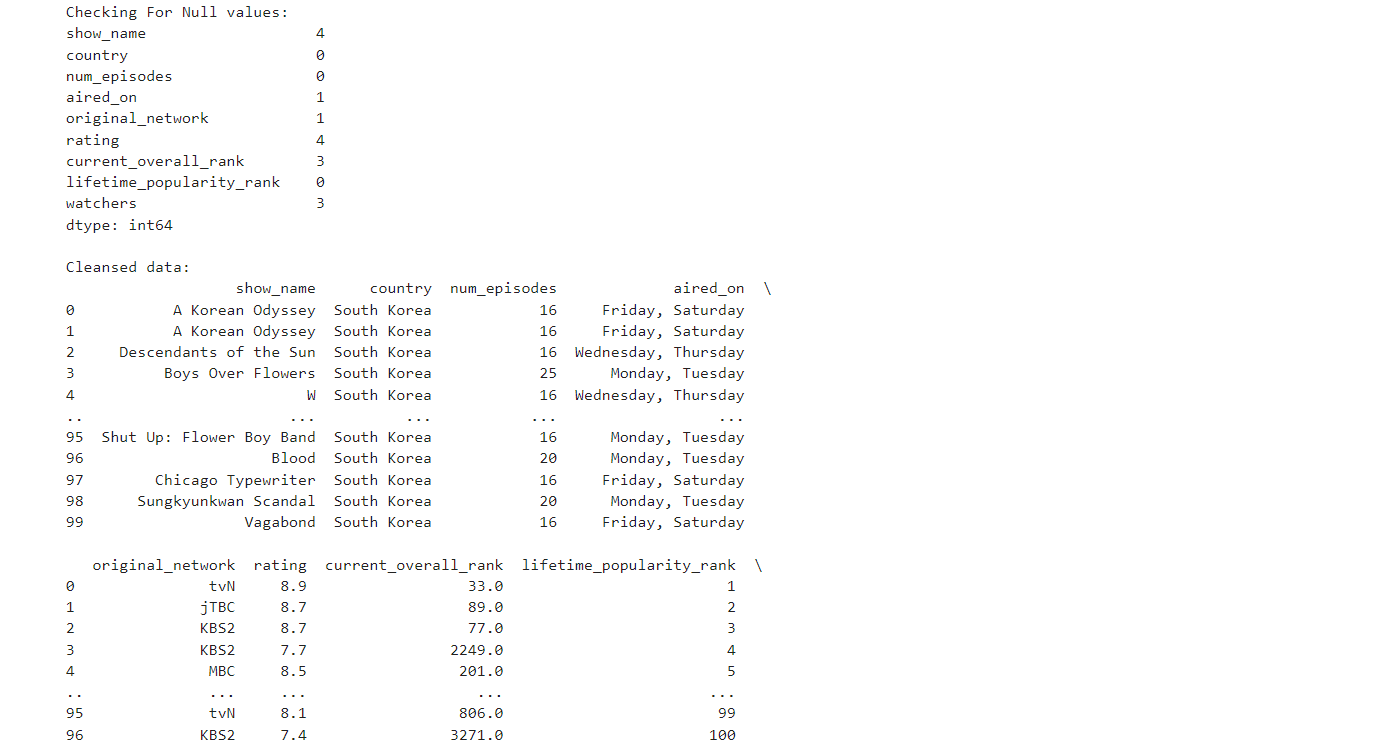 Checking For Null values:
show_name                   4
country                     0
num_episodes                0
aired_on                    1
original_network            1
rating                      4
current_overall_rank        3
lifetime_popularity_rank    0
watchers                    3
dtype: int64
Cleansed data:
                   show_name      country  num_episodes             aired_on  \
0           A Korean Odyssey  South Korea            16     Friday, Saturday
1           A Korean Odyssey  South Korea            16     Friday, Saturday
2     Descendants of the Sun  South Korea            16  Wednesday, Thursday
3          Boys Over Flowers  South Korea            25      Monday, Tuesday
4                          W  South Korea            16  Wednesday, Thursday
..                       ...          ...           ...                  ...
95  Shut Up: Flower Boy Band  South Korea            16      Monday, Tuesday
96                     Blood  South Korea            20      Monday, Tuesday
97        Chicago Typewriter  South Korea            16     Friday, Saturday
98      Sungkyunkwan Scandal  South Korea            20      Monday, Tuesday
99                  Vagabond  South Korea            16     Friday, Saturday
   original_network  rating  current_overall_rank  lifetime_popularity_rank  \
0               tvN     8.9                  33.0                         1
1              jTBC     8.7                  89.0                         2
2              KBS2     8.7                  77.0                         3
3              KBS2     7.7                2249.0                         4
4               MBC     8.5                 201.0                         5
..              ...     ...                   ...                       ...
95              tvN     8.1                 806.0                        99
96             KBS2     7.4                3271.0                       100